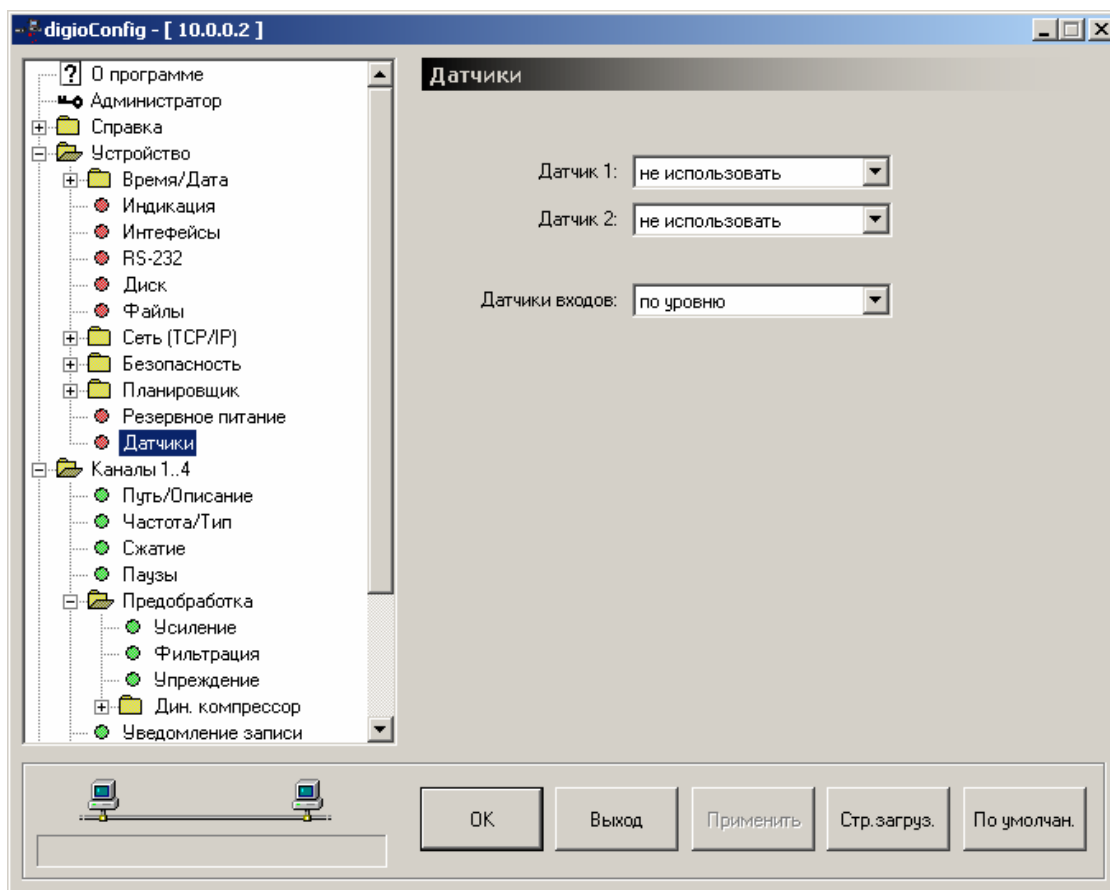 digioConfig - [ 10.0.0.2 ]
О программе
Администратор
Справка
Устройство
Время/Дата
Индикация
Интефейсы
RS-232
Диск
Файлы
Сеть (TCP/IP)
Безопасность
Планировщик
Резервное питание
Датчики
Каналы 1..4
Путь/Описание
Частота/Тип
Сжатие
Паузы
Предобработка
Усиление
Фильтрация
Упреждение
Дин. компрессор
Уведомление записи
Датчики
Датчик 1: не использовать
Датчик 2: не использовать
Датчики входов: по уровню
OK
Выход
Применить
Стр.загруз.
По умолчан.